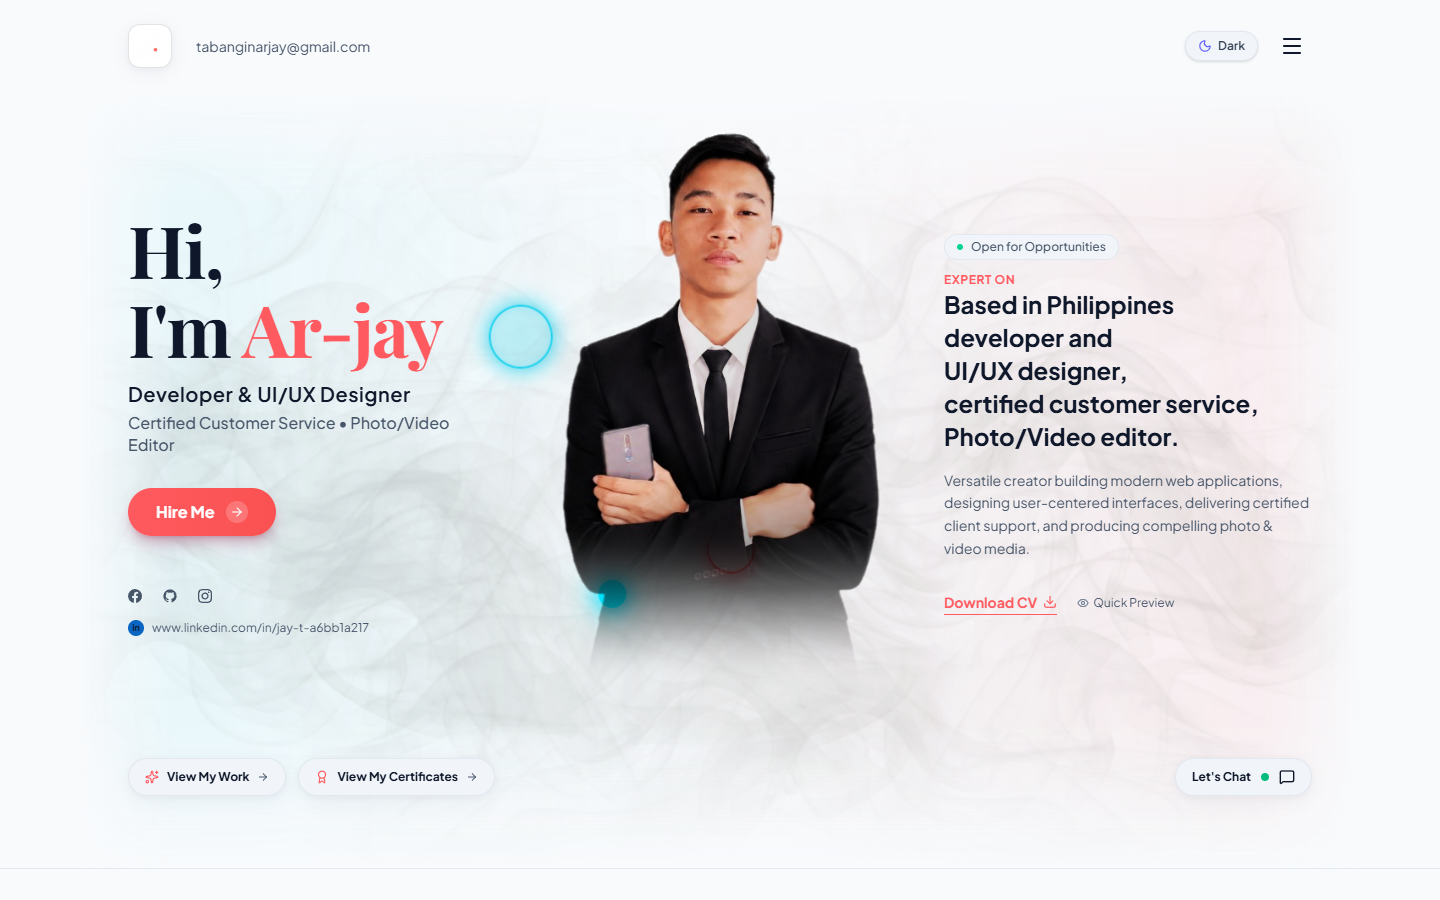 tabanginarjay@gmail.com
Dark
Hi,
I'm Ar-jay
Developer & UI/UX Designer
Certified Customer Service • Photo/Video
Editor
Hire Me
in
www.linkedin.com/in/jay-t-a6bb1a217
Open for Opportunities
EXPERT ON
Based in Philippines
developer and
UI/UX designer,
certified customer service,
Photo/Video editor.
Versatile creator building modern web applications,
designing user-centered interfaces, delivering certified
client support, and producing compelling photo &
video media.
Download CV
Quick Preview
View My Work
View My Certificates
Let's Chat